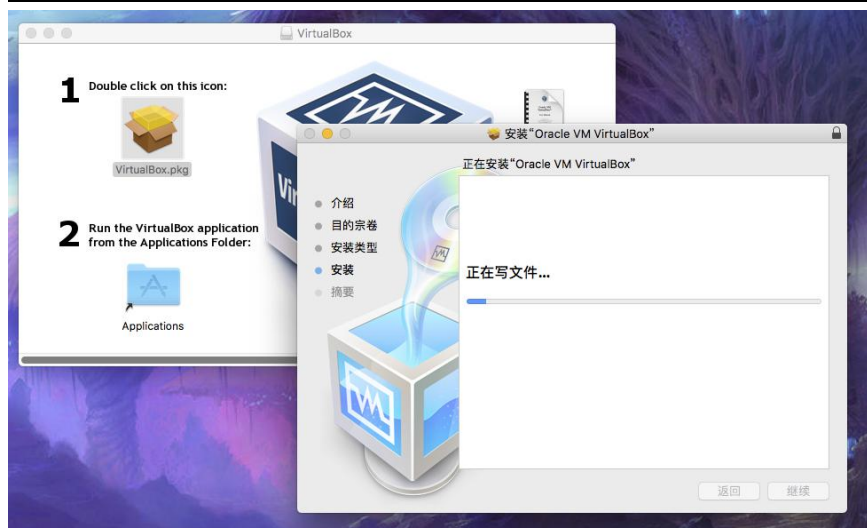 VirtualBox
1
Double click on this icon:
VirtualBox.pkg
2
Run the VirtualBox application
from the Applications Folder:
Applications
安装“Oracle VM VirtualBox”
正在安装“Oracle VM VirtualBox”
介绍
目的宗卷
安装类型
安装
摘要
正在写文件...
返回
继续